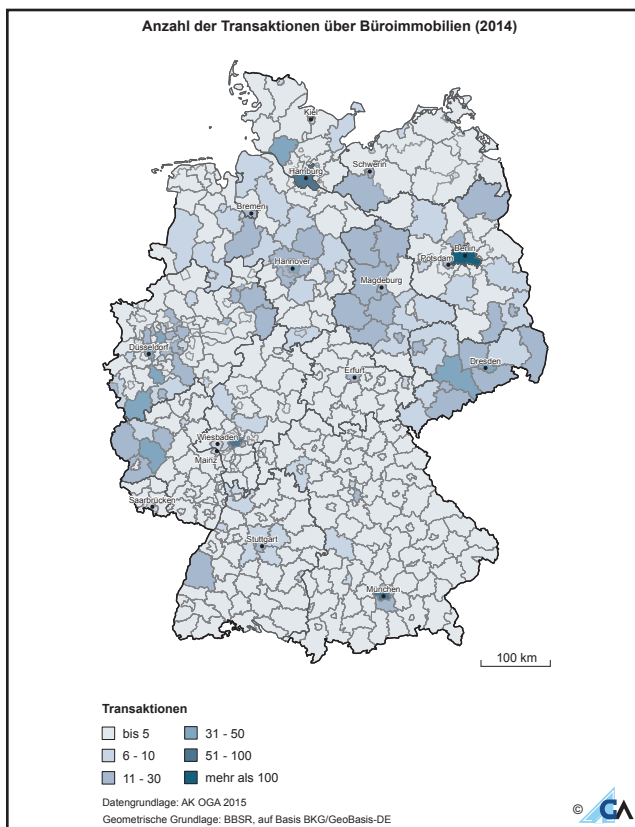 Anzahl der Transaktionen über Büroimmobilien (2014)
Kiel
Schwerin
Hamburg
Bremen
Berlin
Potsdam
Hannover
Magdeburg
Düsseldorf
Dresden
Erfurt
Wiesbaden
Mainz
Saarbrücken
Stuttgart
München
100 km
Transaktionen
bis 5
31 - 50
6 - 10
51 - 100
11 - 30
mehr als 100
Datengrundlage: AK OGA 2015
Geometrische Grundlage: BBSR, auf Basis BKG/GeoBasis-DE
© GA